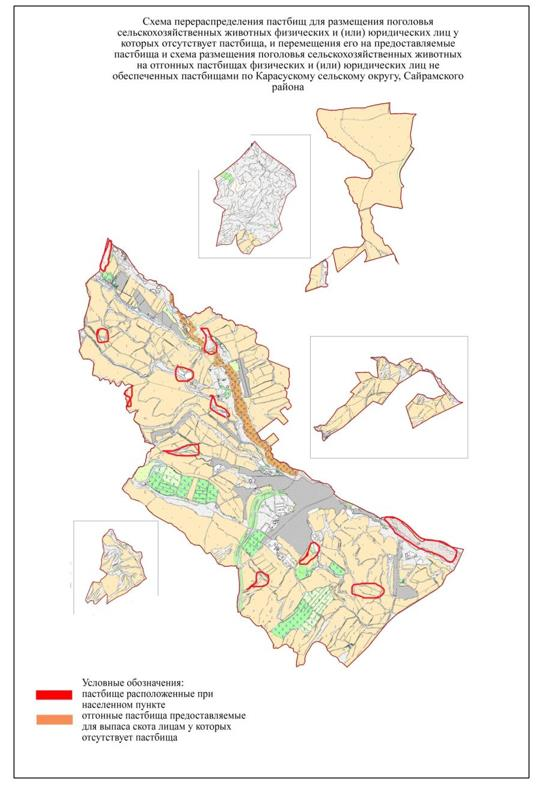 Схема перераспределения пастбищ для размещения поголовья
сельскохозяйственных животных физических и (или) юридических лиц у
которых отсутствует пастбища, и перемещения его на предоставляемые
пастбища и схема размещения поголовья сельскохозяйственных животных
на отгонных пастбищах физических и (или) юридических лиц не
обеспеченных пастбищами по Карасускому сельскому округу, Сайрамского
района
Условные обозначения:
пастбище расположенные при
населенном пункте
отгонные пастбища предоставляемые
для выпаса скота лицам у которых
отсутствует пастбища